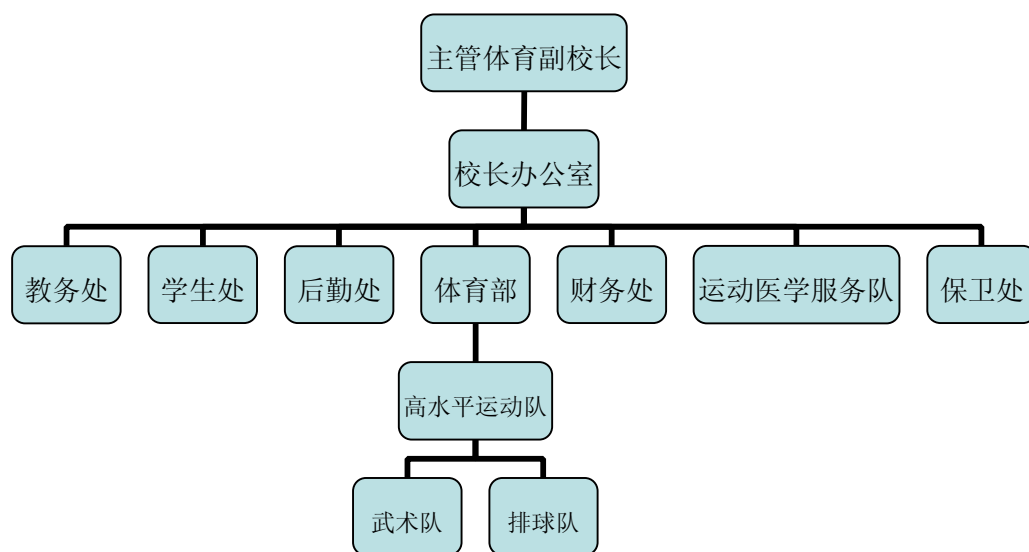 主管体育副校长
校长办公室
教务处
学生处
后勤处
体育部
财务处
运动医学服务队
保卫处
高水平运动队
武术队
排球队